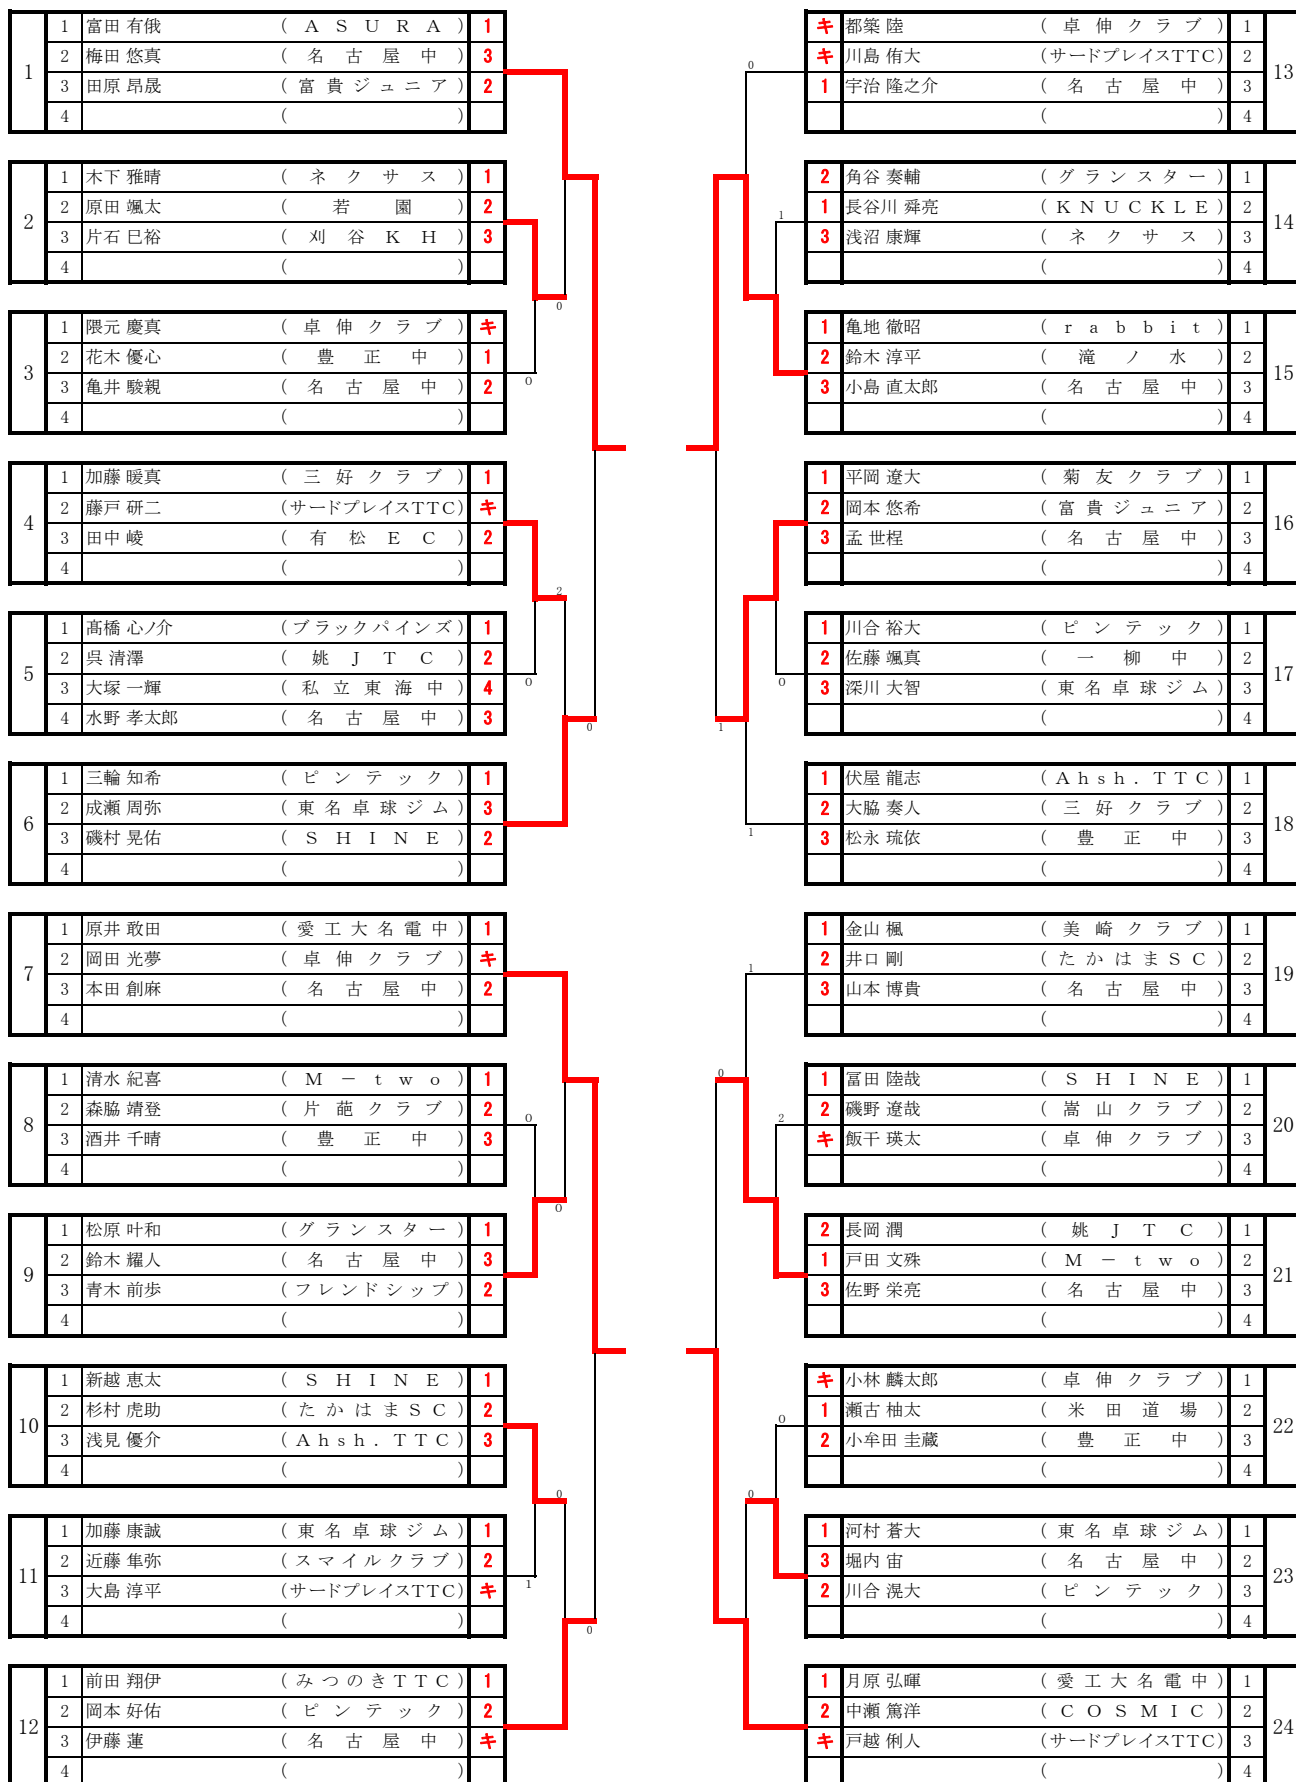 1
1 富田 有俄 ( A S U R A ) 1
2 梅田 悠真 ( 名 古 屋 中 ) 3
3 田原 昂晟 ( 富 貴 ジ ュ ニ ア ) 2
4 ( )
2
1 木下 雅晴 ( ネ ク サ ス ) 1
2 原田 颯太 ( 若 園 ) 2
3 片石 巳裕 ( 刈 谷 K H ) 3
4 ( )
0
3
1 隈元 慶真 ( 卓 伸 ク ラ ブ ) キ
2 花木 優心 ( 豊 正 中 ) 1
3 亀井 駿親 ( 名 古 屋 中 ) 2
4 ( )
0
4
1 加藤 暖真 ( 三 好 ク ラ ブ ) 1
2 藤戸 研二 (サードプレイスTTC) キ
3 田中 崚 ( 有 松 E C ) 2
4 ( )
2
5
1 髙橋 心ノ介 (ブラックパインズ) 1
2 呉 清澤 ( 姚 J T C ) 2
3 大塚 一輝 ( 私 立 東 海 中 ) 4
4 水野 孝太郎 ( 名 古 屋 中 ) 3
0
0
6
1 三輪 知希 ( ピ ン テ ッ ク ) 1
2 成瀬 周弥 ( 東 名 卓 球 ジ ム ) 3
3 磯村 晃佑 ( S H I N E ) 2
4 ( )
7
1 原井 敢田 ( 愛 工 大 名 電 中 ) 1
2 岡田 光夢 ( 卓 伸 ク ラ ブ ) キ
3 本田 創麻 ( 名 古 屋 中 ) 2
4 ( )
8
1 清水 紀喜 ( M － t w o ) 1
2 森脇 靖登 ( 片 葩 ク ラ ブ ) 2
3 酒井 千晴 ( 豊 正 中 ) 3
4 ( )
0
0
9
1 松原 叶和 ( グ ラ ン ス タ ー ) 1
2 鈴木 耀人 ( 名 古 屋 中 ) 3
3 青木 前歩 ( フ レ ン ド シ ッ プ ) 2
4 ( )
10
1 新越 恵太 ( S H I N E ) 1
2 杉村 虎助 ( た か は ま S C ) 2
3 浅見 優介 ( A h s h . T T C ) 3
4 ( )
0
11
1 加藤 康誠 ( 東 名 卓 球 ジ ム ) 1
2 近藤 隼弥 ( ス マ イ ル ク ラ ブ ) 2
3 大島 淳平 (サードプレイスTTC) キ
4 ( )
1
0
12
1 前田 翔伊 ( み つ の き T T C ) 1
2 岡本 好佑 ( ピ ン テ ッ ク ) 2
3 伊藤 蓮 ( 名 古 屋 中 ) キ
4 ( )
キ 都築 陸 ( 卓 伸 ク ラ ブ ) 1
キ 川島 侑大 (サードプレイスTTC) 2
1 宇治 隆之介 ( 名 古 屋 中 ) 3
( ) 4
13
0
2 角谷 奏輔 ( グ ラ ン ス タ ー ) 1
1 長谷川 舜亮 ( K N U C K L E ) 2
3 浅沼 康輝 ( ネ ク サ ス ) 3
( ) 4
14
1
1 亀地 徹昭 ( r a b b i t ) 1
2 鈴木 淳平 ( 滝 ノ 水 ) 2
3 小島 直太郎 ( 名 古 屋 中 ) 3
( ) 4
15
1 平岡 遼大 ( 菊 友 ク ラ ブ ) 1
2 岡本 悠希 ( 富 貴 ジ ュ ニ ア ) 2
3 孟 世桯 ( 名 古 屋 中 ) 3
( ) 4
16
1 川合 裕大 ( ピ ン テ ッ ク ) 1
2 佐藤 颯真 ( 一 柳 中 ) 2
3 深川 大智 ( 東 名 卓 球 ジ ム ) 3
( ) 4
17
0
1
1 伏屋 龍志 ( A h s h . T T C ) 1
2 大脇 奏人 ( 三 好 ク ラ ブ ) 2
3 松永 琉依 ( 豊 正 中 ) 3
( ) 4
18
1
1 金山 楓 ( 美 崎 ク ラ ブ ) 1
2 井口 剛 ( た か は ま S C ) 2
3 山本 博貴 ( 名 古 屋 中 ) 3
( ) 4
19
1
0
1 冨田 陸哉 ( S H I N E ) 1
2 磯野 遼哉 ( 嵩 山 ク ラ ブ ) 2
キ 飯干 瑛太 ( 卓 伸 ク ラ ブ ) 3
( ) 4
20
2
2 長岡 潤 ( 姚 J T C ) 1
1 戸田 文殊 ( M － t w o ) 2
3 佐野 栄亮 ( 名 古 屋 中 ) 3
( ) 4
21
キ 小林 麟太郎 ( 卓 伸 ク ラ ブ ) 1
1 瀬古 柚太 ( 米 田 道 場 ) 2
2 小牟田 圭蔵 ( 豊 正 中 ) 3
( ) 4
22
0
0
1 河村 蒼大 ( 東 名 卓 球 ジ ム ) 1
3 堀内 宙 ( 名 古 屋 中 ) 2
2 川合 滉大 ( ピ ン テ ッ ク ) 3
( ) 4
23
1 月原 弘暉 ( 愛 工 大 名 電 中 ) 1
2 中瀬 篤洋 ( C O S M I C ) 2
キ 戸越 俐人 (サードプレイスTTC) 3
( ) 4
24